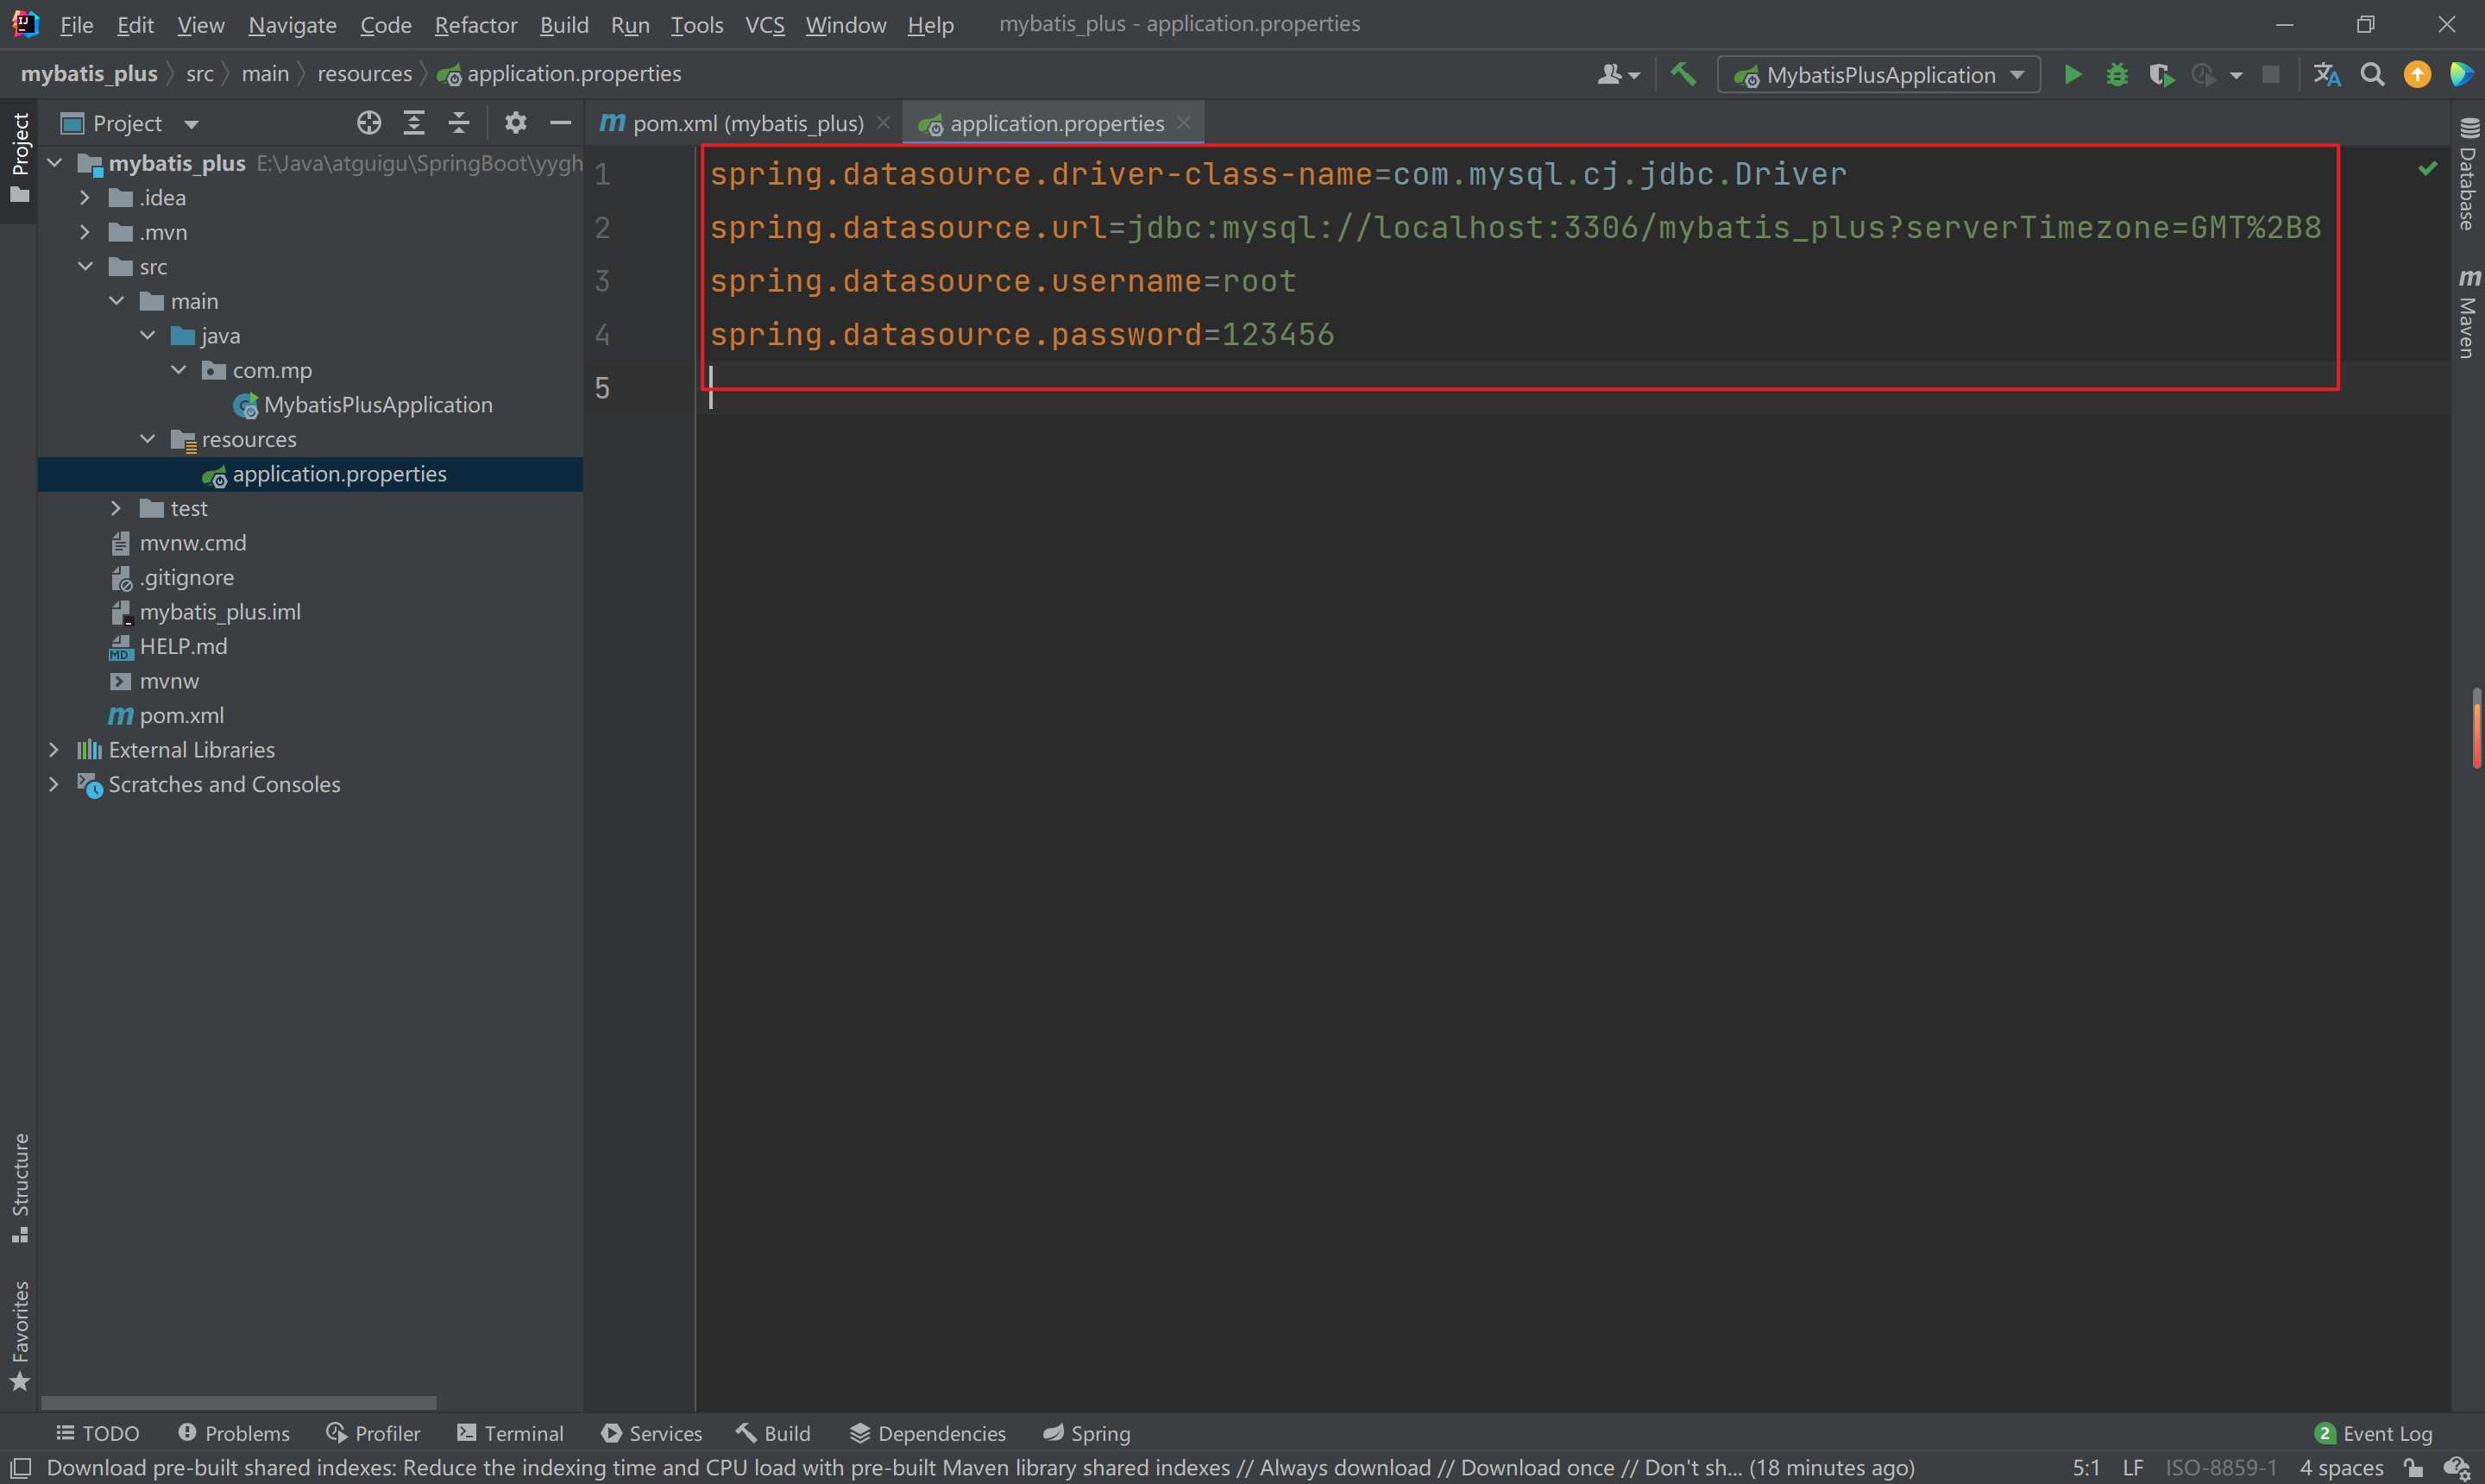 File Edit View Navigate Code Refactor Build Run Tools VCS Window Help mybatis_plus - application.properties
mybatis_plus src main resources application.properties MybatisPlusApplication
Project
Project
pom.xml (mybatis_plus) application.properties
mybatis_plus E:\Java\atguigu\SpringBoot\yygh
.idea
.mvn
src
main
java
com.mp
MybatisPlusApplication
resources
application.properties
test
mvnw.cmd
.gitignore
mybatis_plus.iml
MD HELP.md
mvnw
pom.xml
External Libraries
Scratches and Consoles
1 spring.datasource.driver-class-name=com.mysql.cj.jdbc.Driver
2 spring.datasource.url=jdbc:mysql://localhost:3306/mybatis_plus?serverTimezone=GMT%2B8
3 spring.datasource.username=root
4 spring.datasource.password=123456
5
Database
Maven
Structure
Favorites
TODO Problems Profiler Terminal Services Build Dependencies Spring 2 Event Log
Download pre-built shared indexes: Reduce the indexing time and CPU load with pre-built Maven library shared indexes // Always download // Download once // Don't sh... (18 minutes ago) 5:1 LF ISO-8859-1 4 spaces